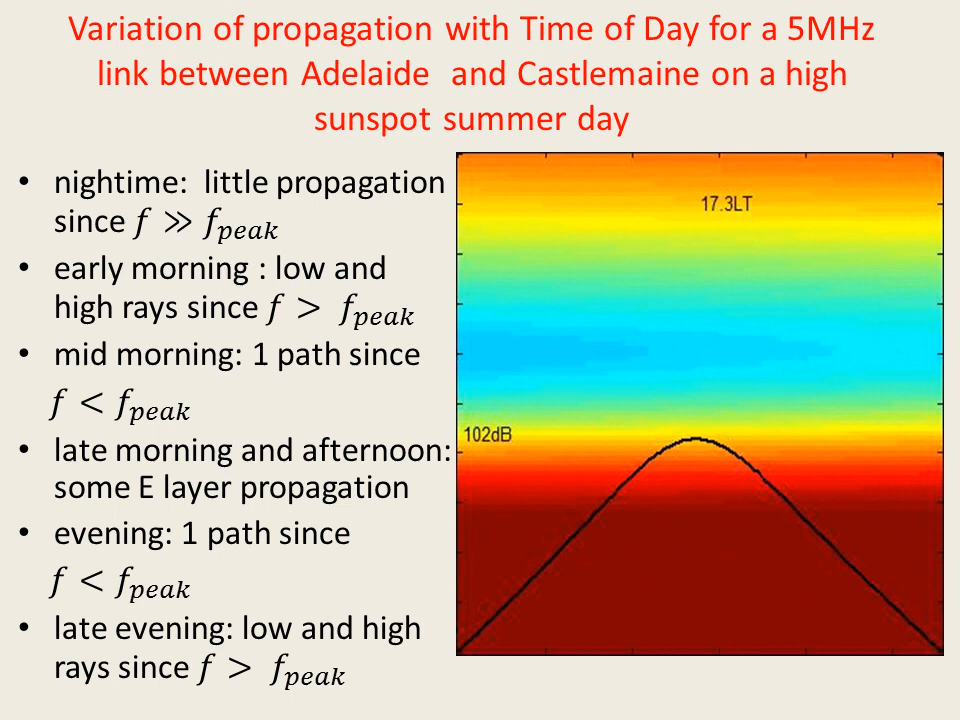 Variation of propagation with Time of Day for a 5MHz
link between Adelaide and Castlemaine on a high
sunspot summer day
• nightime: little propagation
since f ≫ f_peak
• early morning : low and
high rays since f > f_peak
• mid morning: 1 path since
f < f_peak
• late morning and afternoon:
some E layer propagation
• evening: 1 path since
f < f_peak
• late evening: low and high
rays since f > f_peak
17.3LT
102dB